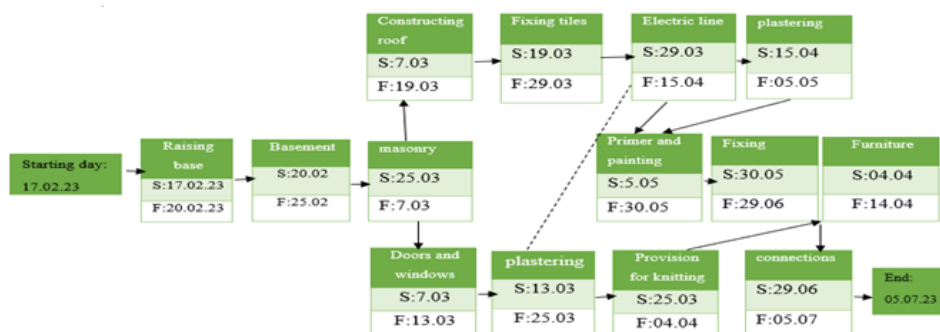 Constructing roof
S:7.03
F:19.03
Fixing tiles
S:19.03
F:29.03
Electric line
S:29.03
F:15.04
plastering
S:15.04
F:05.05
Starting day:
17.02.23
Raising base
S:17.02.23
F:20.02.23
Basement
S:20.02
F:25.02
masonry
S:25.03
F:7.03
Primer and painting
S:5.05
F:30.05
Fixing
S:30.05
F:29.06
Furniture
S:04.04
F:14.04
Doors and windows
S:7.03
F:13.03
plastering
S:13.03
F:25.03
Provision for knitting
S:25.03
F:04.04
connections
S:29.06
F:05.07
End:
05.07.23